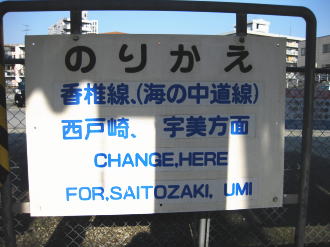 のりかえ
香椎線、(海の中道線)
西戸崎、宇美方面
CHANGE,HERE
FOR,SAITOZAKI, UMI